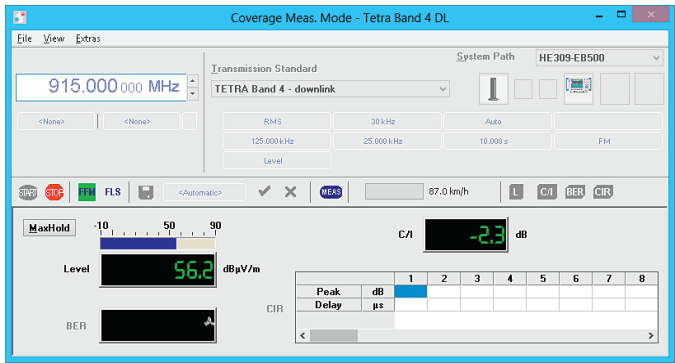 Coverage Meas. Mode - Tetra Band 4 DL
File View Extras
System Path HE309-EB500
915.000 000 MHz
Transmission Standard
TETRA Band 4 - downlink
<None> <None>
RMS 30 kHz Auto
125.000 kHz 25.000 kHz 10.000 s FM
Level
START STOP FFM FLS <Automatic> MEAS 87.0 km/h L C/I BER CIR
MaxHold -10 50 90
C/I -2.3 dB
Level 56.2 dBµV/m
1 2 3 4 5 6 7 8
Peak dB
Delay µs
CIR
BER